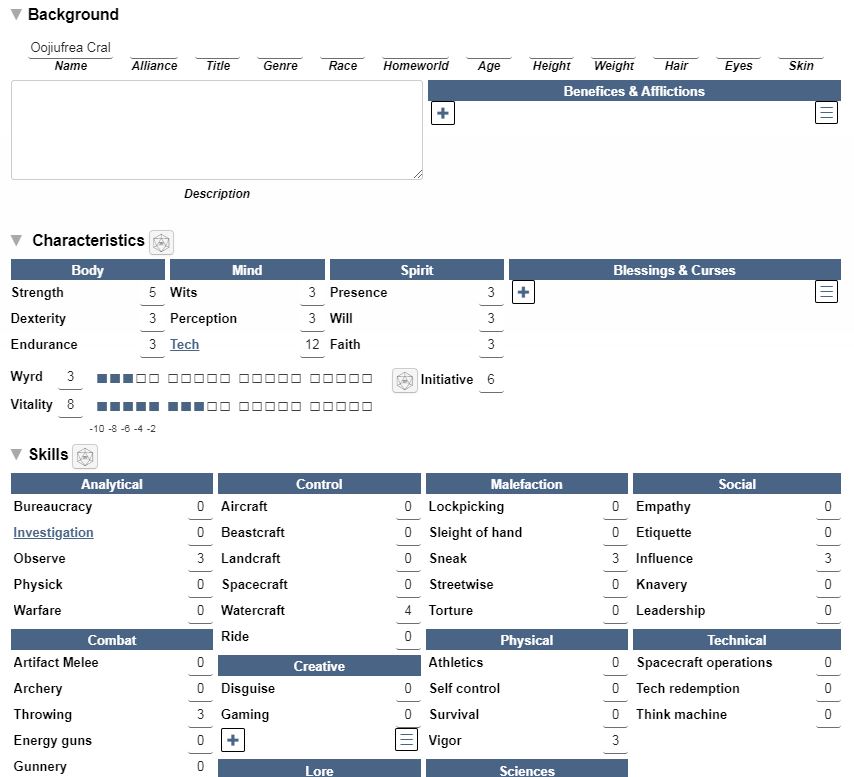 Background
Oojiufrea Cral
Name Alliance Title Genre Race Homeworld Age Height Weight Hair Eyes Skin
Benefices & Afflictions
Description
Characteristics
Body Mind Spirit Blessings & Curses
Strength 5 Wits 3 Presence 3
Dexterity 3 Perception 3 Will 3
Endurance 3 Tech 12 Faith 3
Wyrd 3 Initiative 6
Vitality 8
-10 -8 -6 -4 -2
Skills
Analytical Control Malefaction Social
Bureaucracy 0 Aircraft 0 Lockpicking 0 Empathy 0
Investigation 0 Beastcraft 0 Sleight of hand 0 Etiquette 0
Observe 3 Landcraft 0 Sneak 3 Influence 3
Physick 0 Spacecraft 0 Streetwise 0 Knavery 0
Warfare 0 Watercraft 4 Torture 0 Leadership 0
Combat Ride 0 Physical Technical
Artifact Melee 0 Creative Athletics 0 Spacecraft operations 0
Archery 0 Disguise 0 Self control 0 Tech redemption 0
Throwing 3 Gaming 0 Survival 0 Think machine 0
Energy guns 0 Vigor 3
Gunnery 0 Lore Sciences